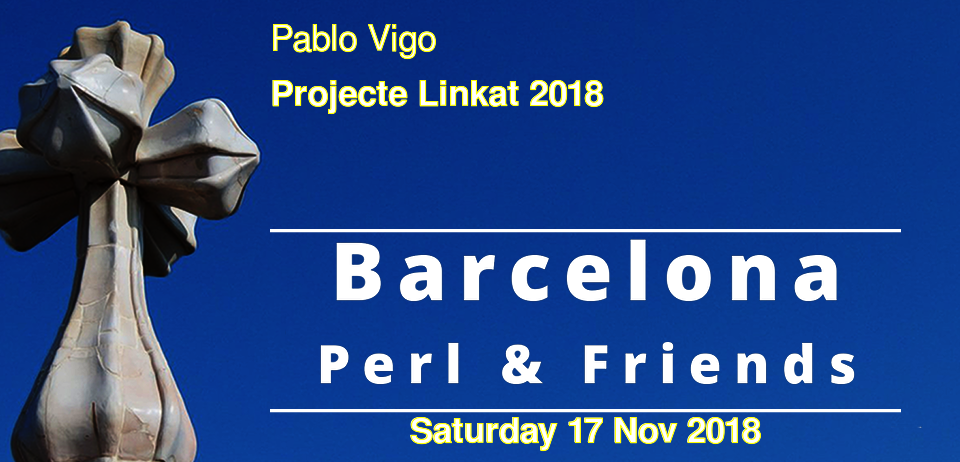 Pablo Vigo
Projecte Linkat 2018
Barcelona
Perl & Friends
Saturday 17 Nov 2018